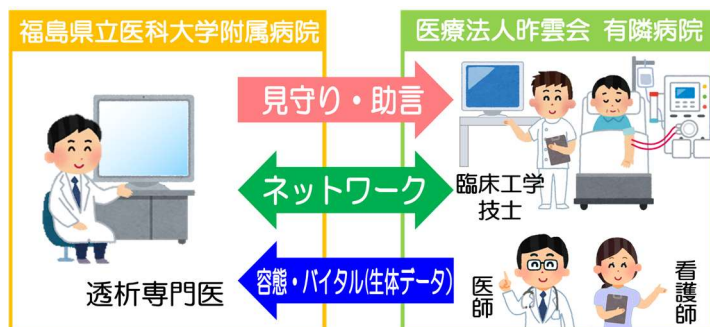 福島県立医科大学附属病院
医療法人昨雲会 有隣病院
見守り・助言
ネットワーク
容態・バイタル(生体データ)
透析専門医
臨床工学
技士
医師
看護師